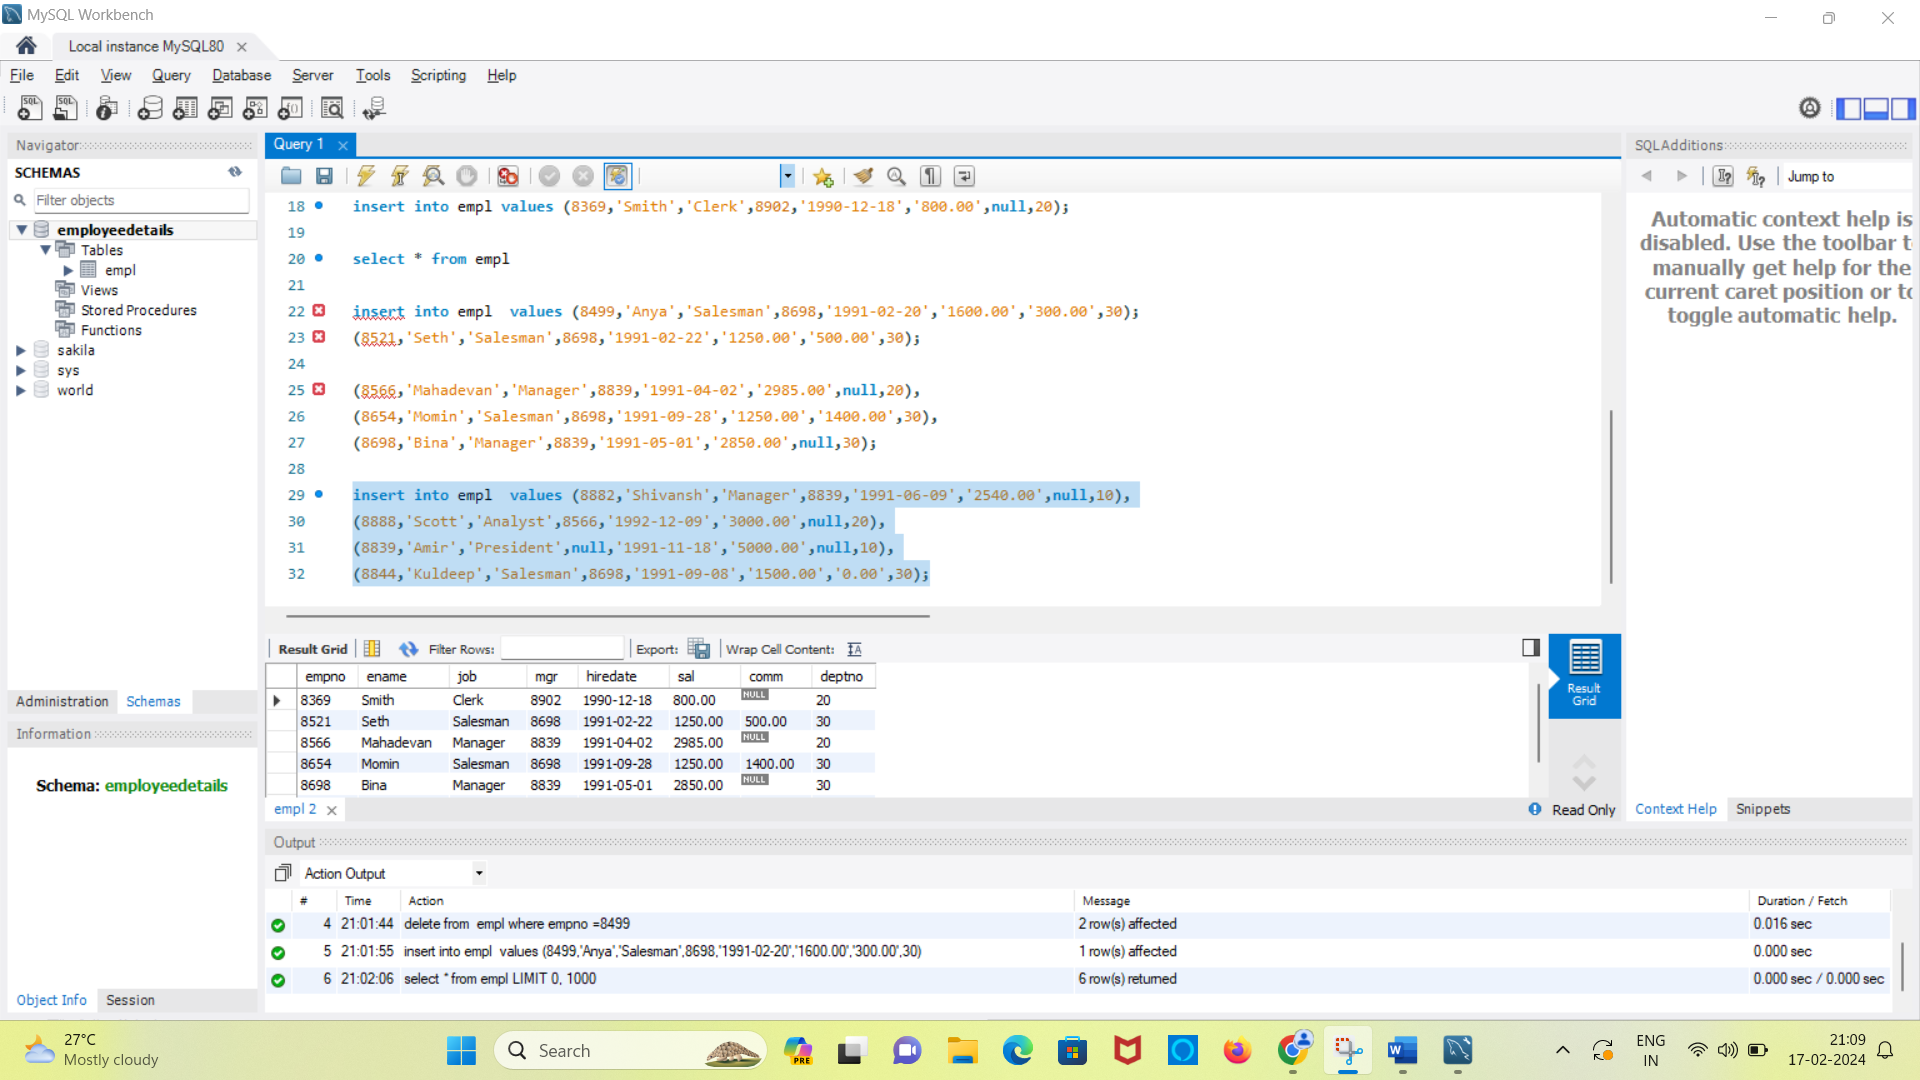 MySQL Workbench
Local instance MySQL80
File Edit View Query Database Server Tools Scripting Help
Navigator
SCHEMAS
Filter objects
employeedetails
Tables
empl
Views
Stored Procedures
Functions
sakila
sys
world
Administration Schemas
Information
Schema: employeedetails
Object Info Session
Query 1
18 insert into empl values (8369,'Smith','Clerk',8902,'1990-12-18','800.00',null,20);
19
20 select * from empl
21
22 insert into empl  values (8499,'Anya','Salesman',8698,'1991-02-20','1600.00','300.00',30);
23 (8521,'Seth','Salesman',8698,'1991-02-22','1250.00','500.00',30);
24
25 (8566,'Mahadevan','Manager',8839,'1991-04-02','2985.00',null,20),
26 (8654,'Momin','Salesman',8698,'1991-09-28','1250.00','1400.00',30),
27 (8698,'Bina','Manager',8839,'1991-05-01','2850.00',null,30);
28
29 insert into empl  values (8882,'Shivansh','Manager',8839,'1991-06-09','2540.00',null,10),
30 (8888,'Scott','Analyst',8566,'1992-12-09','3000.00',null,20),
31 (8839,'Amir','President',null,'1991-11-18','5000.00',null,10),
32 (8844,'Kuldeep','Salesman',8698,'1991-09-08','1500.00','0.00',30);
Result Grid Filter Rows: Export: Wrap Cell Content:
empno ename job mgr hiredate sal comm deptno
8369 Smith Clerk 8902 1990-12-18 800.00 NULL 20
8521 Seth Salesman 8698 1991-02-22 1250.00 500.00 30
8566 Mahadevan Manager 8839 1991-04-02 2985.00 NULL 20
8654 Momin Salesman 8698 1991-09-28 1250.00 1400.00 30
8698 Bina Manager 8839 1991-05-01 2850.00 NULL 30
Result
Grid
empl 2
Read Only
SQLAdditions
Jump to
Automatic context help is
disabled. Use the toolbar t
manually get help for the
current caret position or to
toggle automatic help.
Context Help Snippets
Output
Action Output
# Time Action Message Duration / Fetch
4 21:01:44 delete from  empl where empno =8499 2 row(s) affected 0.016 sec
5 21:01:55 insert into empl  values (8499,'Anya','Salesman',8698,'1991-02-20','1600.00','300.00',30) 1 row(s) affected 0.000 sec
6 21:02:06 select * from empl LIMIT 0, 1000 6 row(s) returned 0.000 sec / 0.000 sec
27°C
Mostly cloudy
Search
PRE
ENG
IN
21:09
17-02-2024